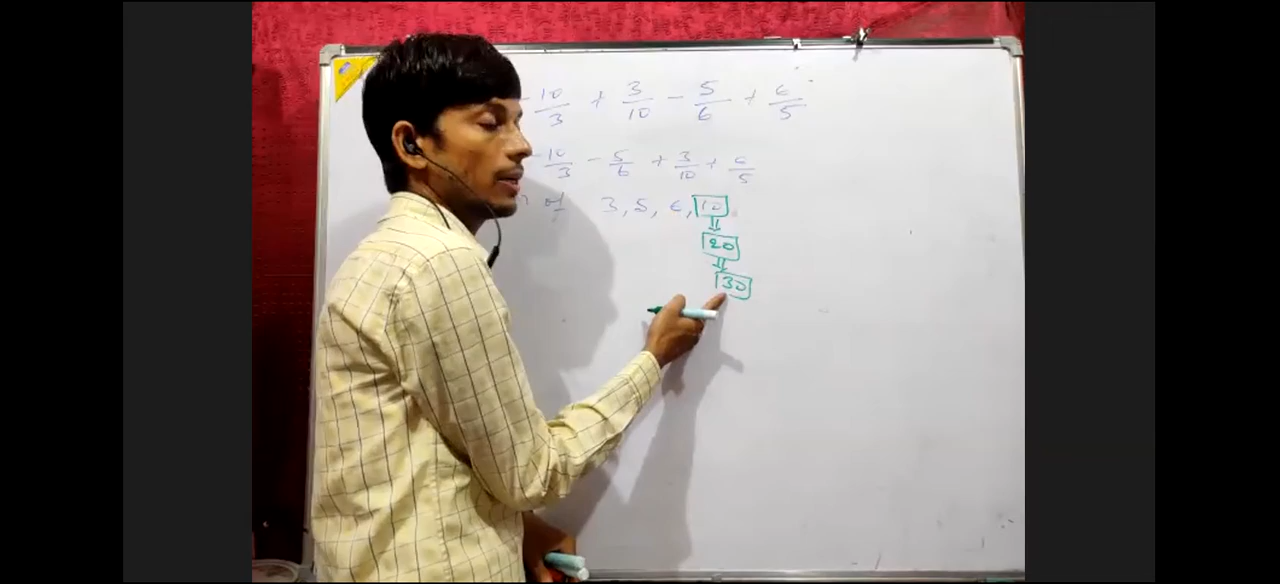 - 10/3 + 3/10 - 5/6 + 6/5
- 10/3 - 5/6 + 3/10 + 6/5
of 3, 5, 6, 10
20
30